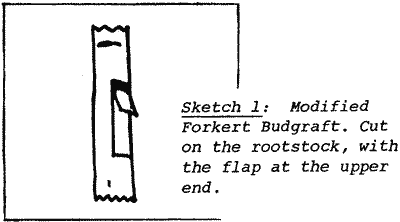 Sketch 1: Modified
Forkert Budgraft. Cut
on the rootstock, with
the flap at the upper
end.